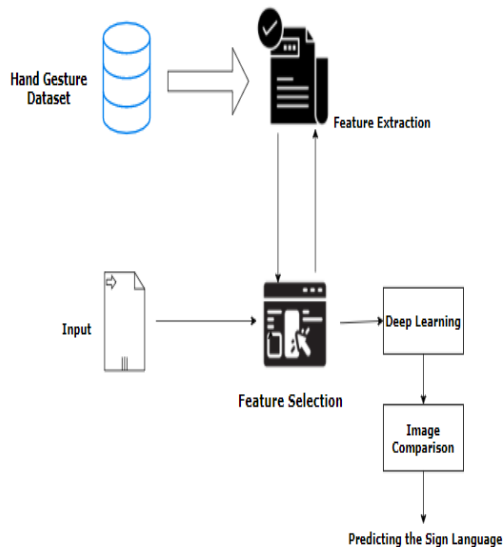 Hand Gesture
Dataset
Feature Extraction
Input
Feature Selection
Deep Learning
Image
Comparison
Predicting the Sign Language